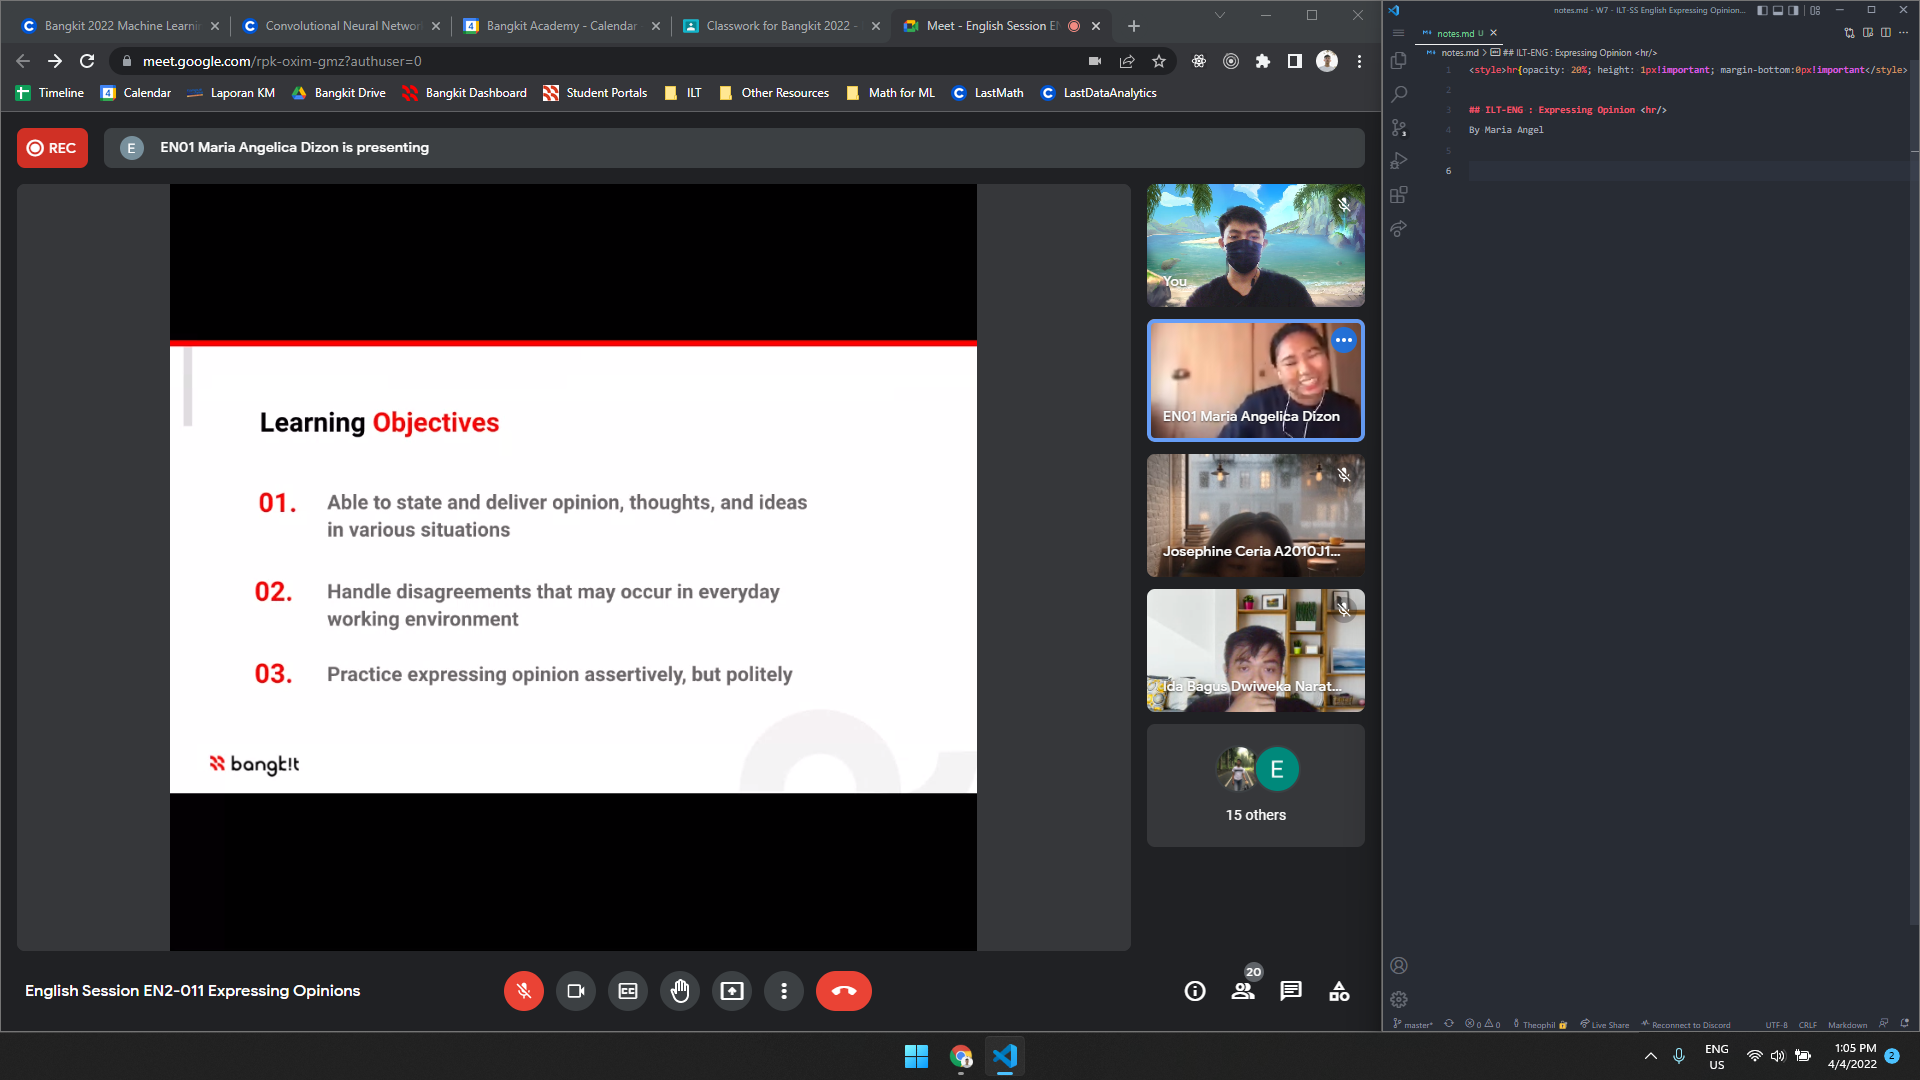 Bangkit 2022 Machine Learnin
Convolutional Neural Network
Bangkit Academy - Calendar
Classwork for Bangkit 2022 -
Meet - English Session EN
meet.google.com/rpk-oxim-gmz?authuser=0
Timeline
Calendar
Laporan KM
Bangkit Drive
Bangkit Dashboard
Student Portals
ILT
Other Resources
Math for ML
LastMath
LastDataAnalytics
REC
E
EN01 Maria Angelica Dizon is presenting
Learning Objectives
01. Able to state and deliver opinion, thoughts, and ideas
in various situations
02. Handle disagreements that may occur in everyday
working environment
03. Practice expressing opinion assertively, but politely
bangk!t
You
EN01 Maria Angelica Dizon
Josephine Ceria A2010J1...
Ida Bagus Dwiweka Narat...
E
15 others
English Session EN2-011 Expressing Opinions
20
notes.md - W7 - ILT-SS English Expressing Opinion...
notes.md U
notes.md > ## ILT-ENG : Expressing Opinion <hr/>
1 <style>hr{opacity: 20%; height: 1px!important; margin-bottom:0px!important</style>
2
3 ## ILT-ENG : Expressing Opinion <hr/>
4 By Maria Angel
5
6
master*
0 0
Theophil
Live Share
Reconnect to Discord
UTF-8
CRLF
Markdown
ENG
US
1:05 PM
4/4/2022
2